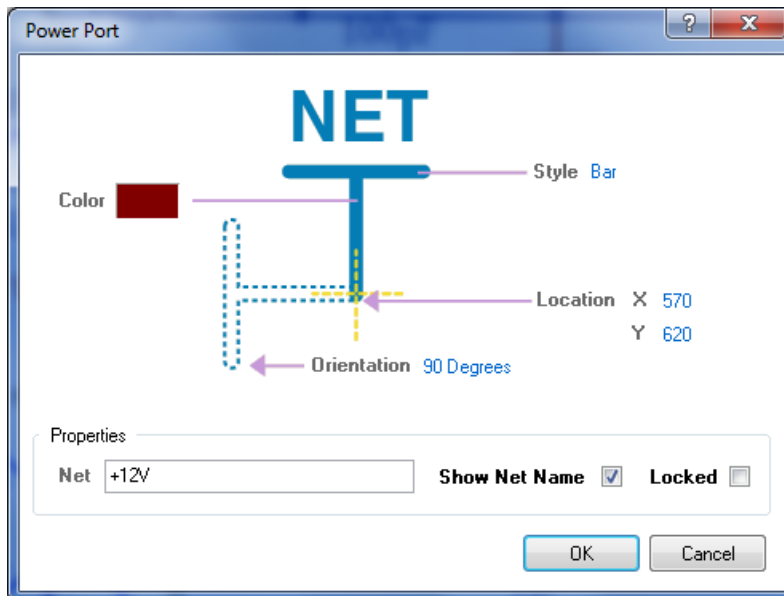 Power Port
?
NET
Style Bar
Color
Location X 570
Y 620
Orientation 90 Degrees
Properties
Net +12V Show Net Name Locked
OK Cancel